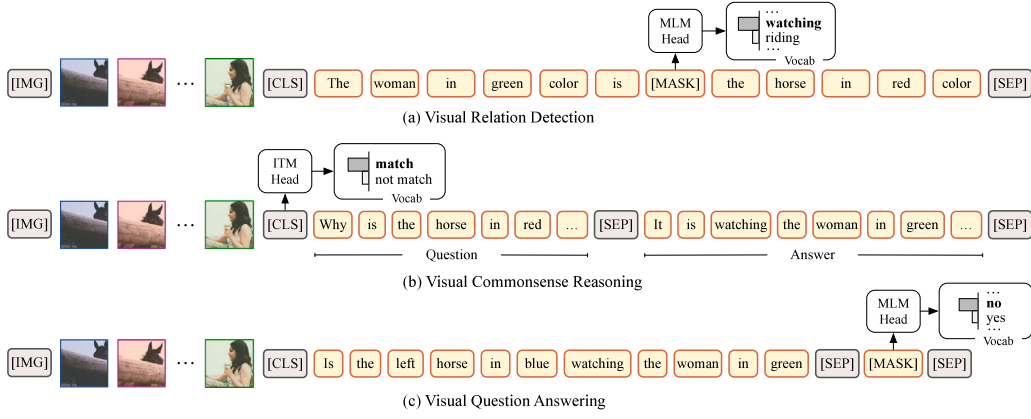 MLM Head
...
watching
riding
...
Vocab
[IMG] ... [CLS] The woman in green color is [MASK] the horse in red color [SEP]
(a) Visual Relation Detection
ITM Head
match
not match
Vocab
[IMG] ... [CLS] Why is the horse in red ... [SEP] It is watching the woman in green ... [SEP]
Question Answer
(b) Visual Commonsense Reasoning
MLM Head
...
no
yes
...
Vocab
[IMG] ... [CLS] Is the left horse in blue watching the woman in green [SEP] [MASK] [SEP]
(c) Visual Question Answering